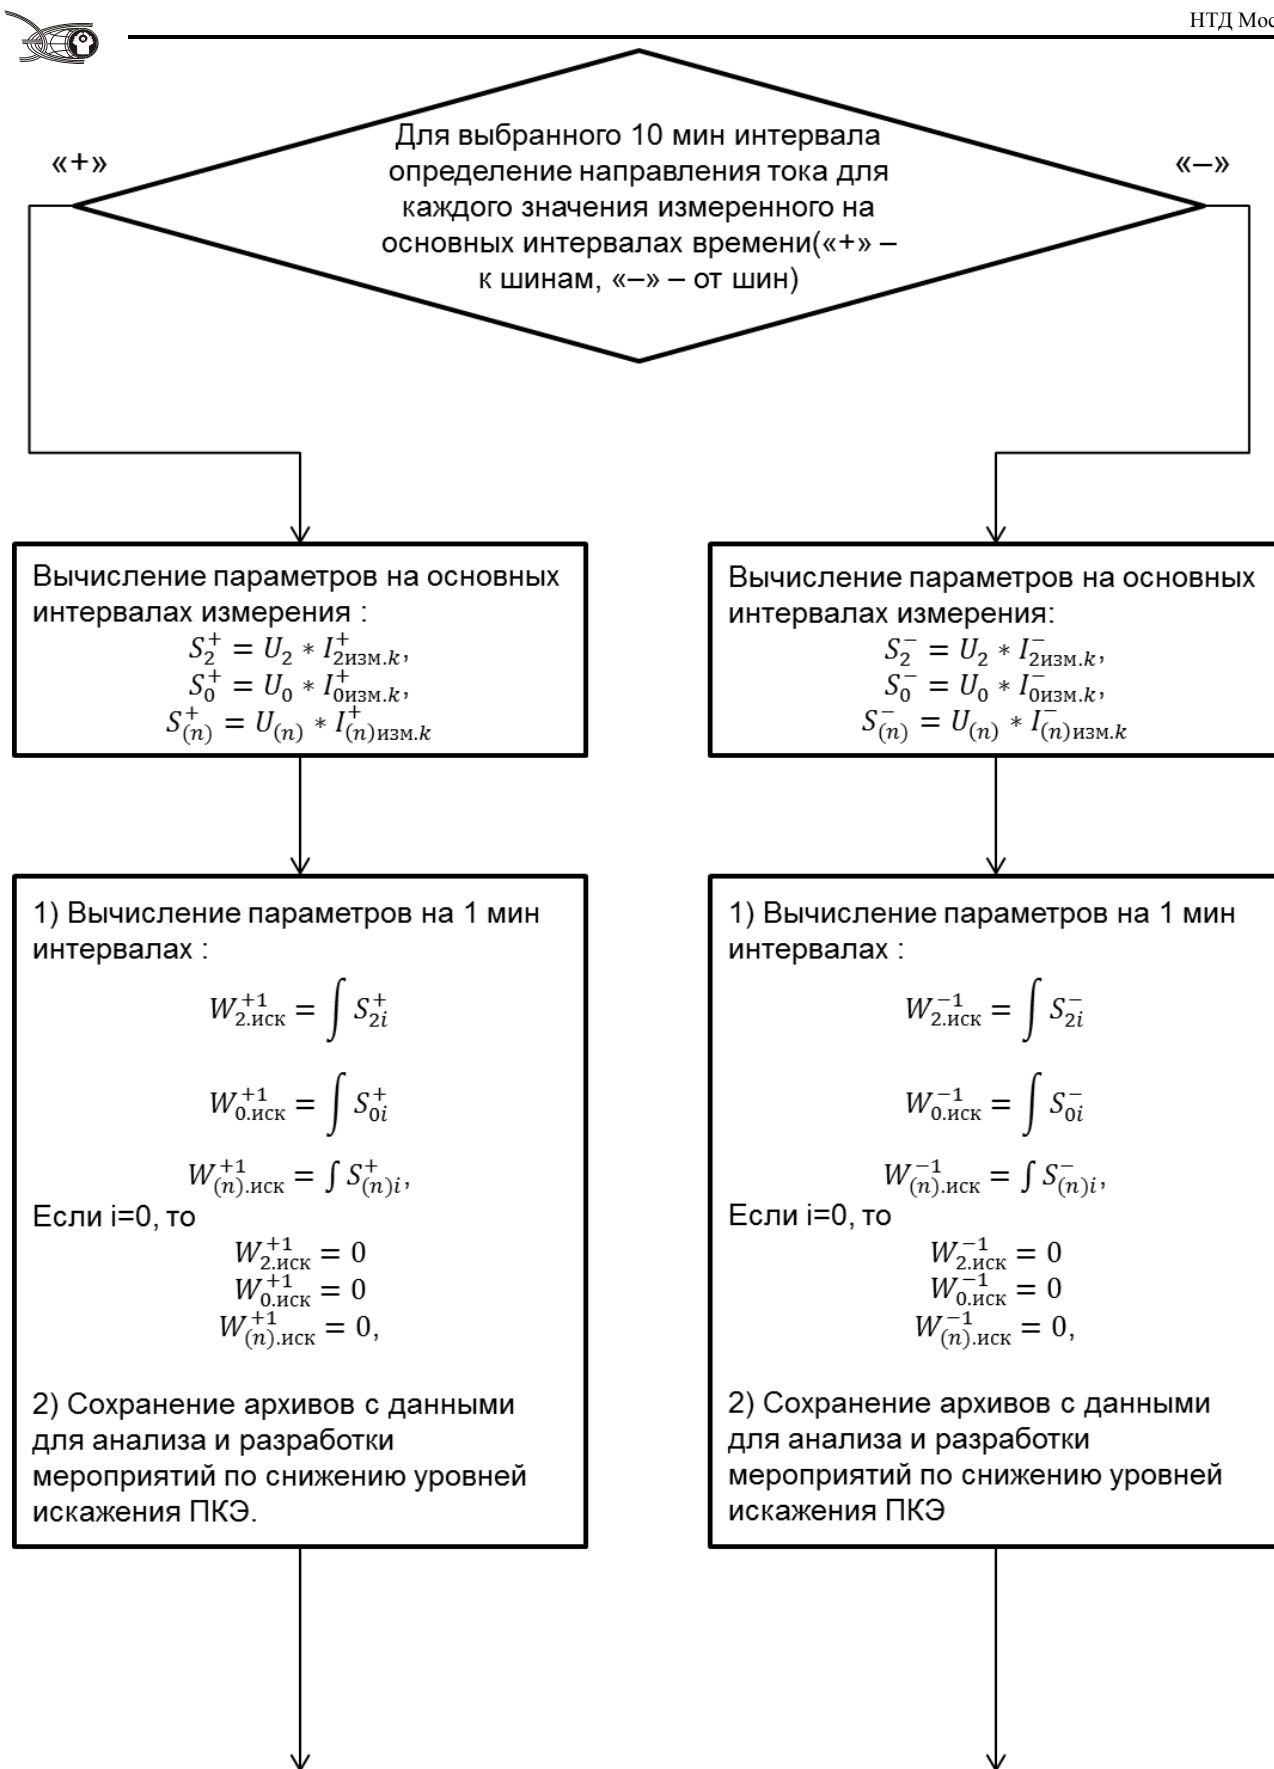 НТД Мос
Для выбранного 10 мин интервала
определение направления тока для
каждого значения измеренного на
основных интервалах времени(«+» –
к шинам, «–» – от шин)
«+»
«–»
Вычисление параметров на основных
интервалах измерения :
S₂⁺ = U₂ * I⁺₂изм.k,
S₀⁺ = U₀ * I⁺₀изм.k,
S⁺₍ₙ₎ = U₍ₙ₎ * I⁺₍ₙ₎изм.k
1) Вычисление параметров на 1 мин
интервалах :
W⁺¹₂.иск = ∫ S⁺₂ᵢ
W⁺¹₀.иск = ∫ S⁺₀ᵢ
W⁺¹₍ₙ₎.иск = ∫ S⁺₍ₙ₎ᵢ,
Если i=0, то
W⁺¹₂.иск = 0
W⁺¹₀.иск = 0
W⁺¹₍ₙ₎.иск = 0,
2) Сохранение архивов с данными
для анализа и разработки
мероприятий по снижению уровней
искажения ПКЭ.
Вычисление параметров на основных
интервалах измерения:
S₂⁻ = U₂ * I⁻₂изм.k,
S₀⁻ = U₀ * I⁻₀изм.k,
S⁻₍ₙ₎ = U₍ₙ₎ * I⁻₍ₙ₎изм.k
1) Вычисление параметров на 1 мин
интервалах :
W⁻¹₂.иск = ∫ S⁻₂ᵢ
W⁻¹₀.иск = ∫ S⁻₀ᵢ
W⁻¹₍ₙ₎.иск = ∫ S⁻₍ₙ₎ᵢ,
Если i=0, то
W⁻¹₂.иск = 0
W⁻¹₀.иск = 0
W⁻¹₍ₙ₎.иск = 0,
2) Сохранение архивов с данными
для анализа и разработки
мероприятий по снижению уровней
искажения ПКЭ